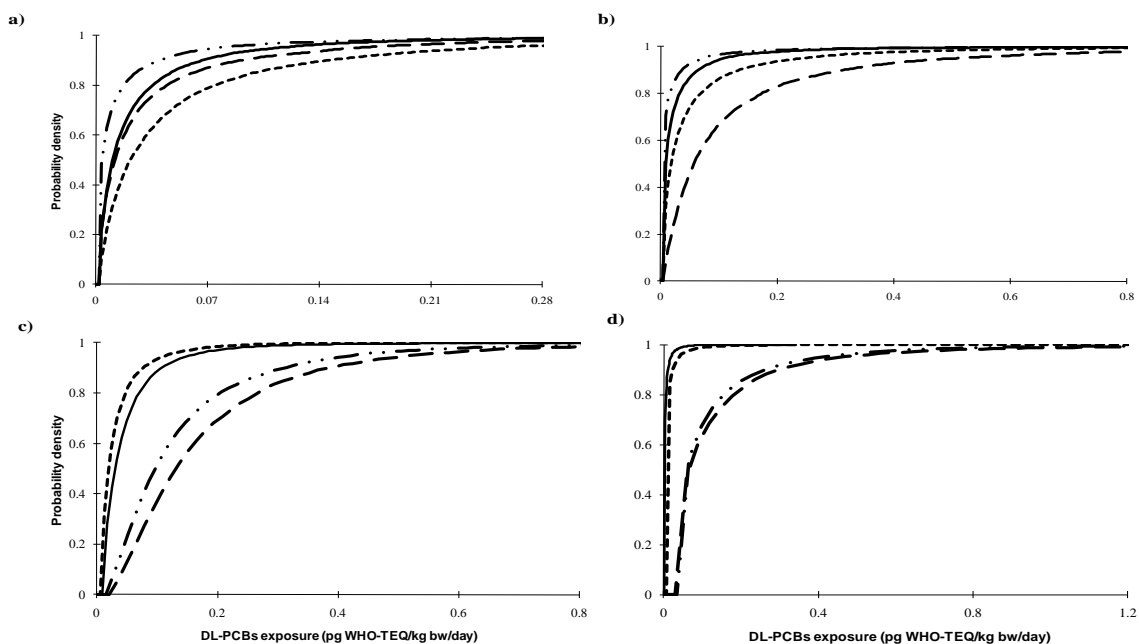 a)
b)
Probability density
1
0.8
0.6
0.4
0.2
0
0 0.07 0.14 0.21 0.28
1
0.8
0.6
0.4
0.2
0
0 0.2 0.4 0.6 0.8
c)
d)
Probability density
1
0.8
0.6
0.4
0.2
0
0 0.2 0.4 0.6 0.8
DL-PCBs exposure (pg WHO-TEQ/kg bw/day)
1
0.8
0.6
0.4
0.2
0
0 0.4 0.8 1.2
DL-PCBs exposure (pg WHO-TEQ/kg bw/day)